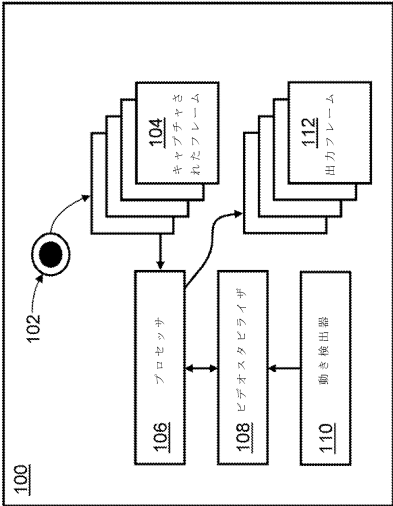 100
102
104
キャプチャさ
れたフレーム
112
出力フレーム
106
プロセッサ
108
ビデオスタビライザ
110
動き検出器